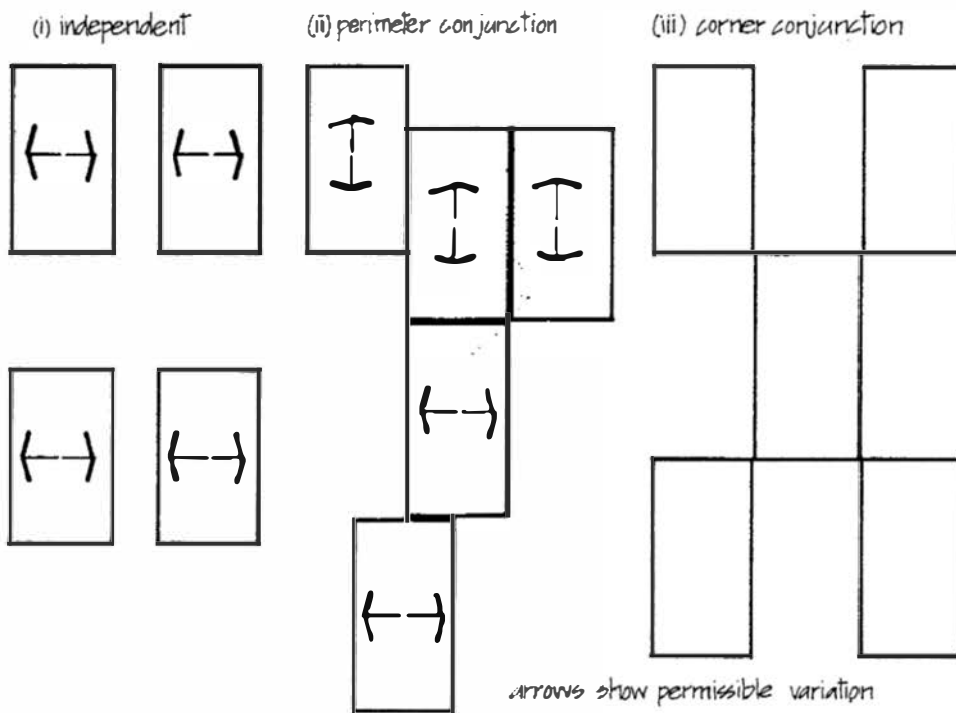 (i) independent
(ii) perimeter conjunction
(iii) corner conjunction
arrows show permissible variation